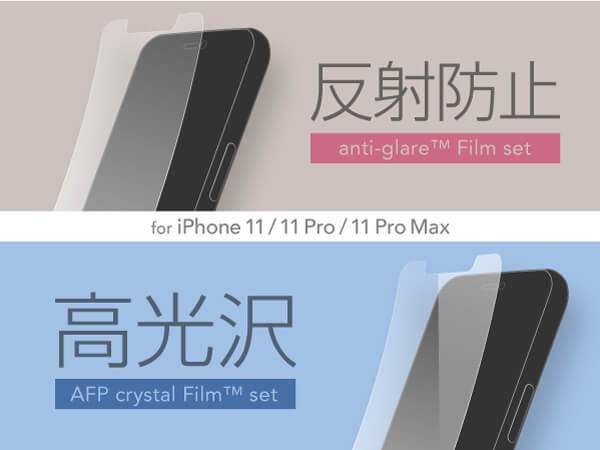 反射防止
anti-glare™ Film set
for iPhone 11 / 11 Pro / 11 Pro Max
高光沢
AFP crystal Film™ set